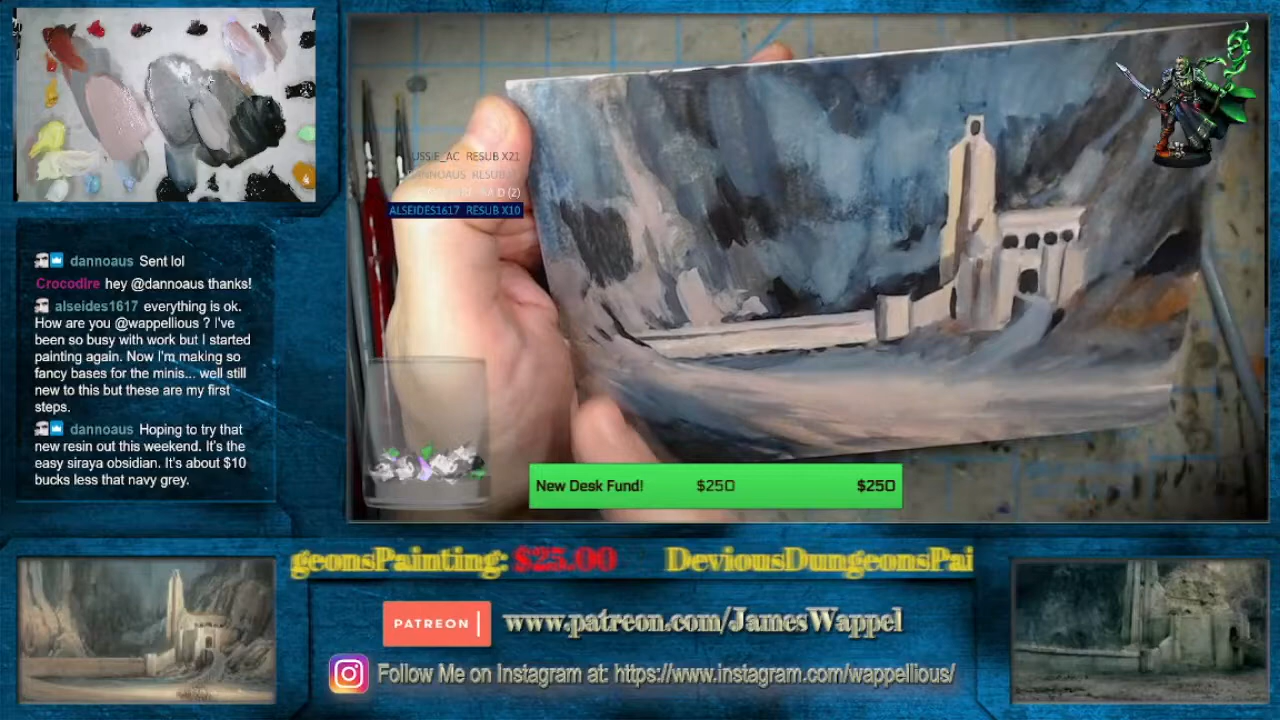 USSIE_AC RESUB X21
D (2)
ALSEIDES1617 RESUB X10
dannoaus Sent lol
Crocodire hey @dannoaus thanks!
alseides1617 everything is ok.
How are you @wappellious ? I've
been so busy with work but I started
painting again. Now I'm making so
fancy bases for the minis... well still
new to this but these are my first
steps.
dannoaus Hoping to try that
new resin out this weekend. It's the
easy siraya obsidian. It's about $10
bucks less that navy grey.
New Desk Fund! $250 $250
geonsPainting: $25.00 DeviousDungeonsPai
PATREON www.patreon.com/JamesWappel
Follow Me on Instagram at: https://www.instagram.com/wappellious/